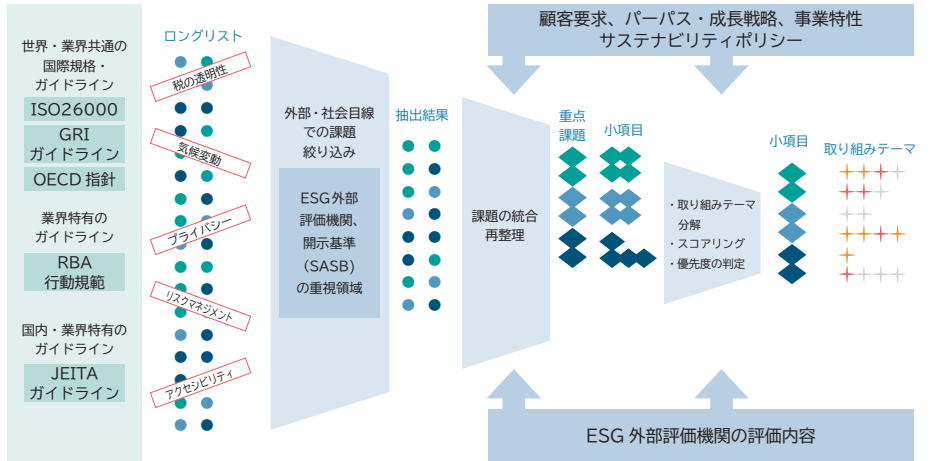 世界・業界共通の
国際規格・
ガイドライン
ISO26000
GRI
ガイドライン
OECD 指針
業界特有の
ガイドライン
RBA
行動規範
国内・業界特有の
ガイドライン
JEITA
ガイドライン
ロングリスト
税の透明性
気候変動
プライバシー
リスクマネジメント
アクセシビリティ
外部・社会目線
での課題
絞り込み
ESG外部
評価機関、
開示基準
（SASB）
の重視領域
抽出結果
顧客要求、パーパス・成長戦略、事業特性
サステナビリティポリシー
課題の統合
再整理
重点
課題
小項目
・取り組みテーマ
分解
・スコアリング
・優先度の判定
小項目
取り組みテーマ
ESG 外部評価機関の評価内容